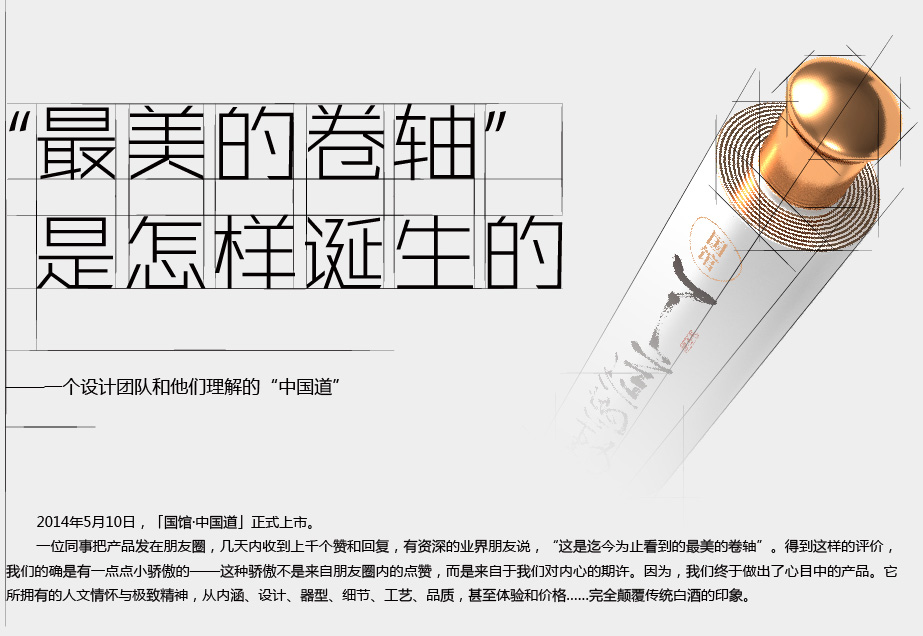 “最美的卷轴”
是怎样诞生的
——一个设计团队和他们理解的“中国道”
国馆
2014年5月10日，「国馆·中国道」正式上市。
一位同事把产品发在朋友圈，几天内收到上千个赞和回复，有资深的业界朋友说，“这是迄今为止看到的最美的卷轴”。得到这样的评价，
我们的确是有一点点小骄傲的——这种骄傲不是来自朋友圈内的点赞，而是来自于我们对内心的期许。因为，我们终于做出了心目中的产品。它
所拥有的人文情怀与极致精神，从内涵、设计、器型、细节、工艺、品质，甚至体验和价格......完全颠覆传统白酒的印象。